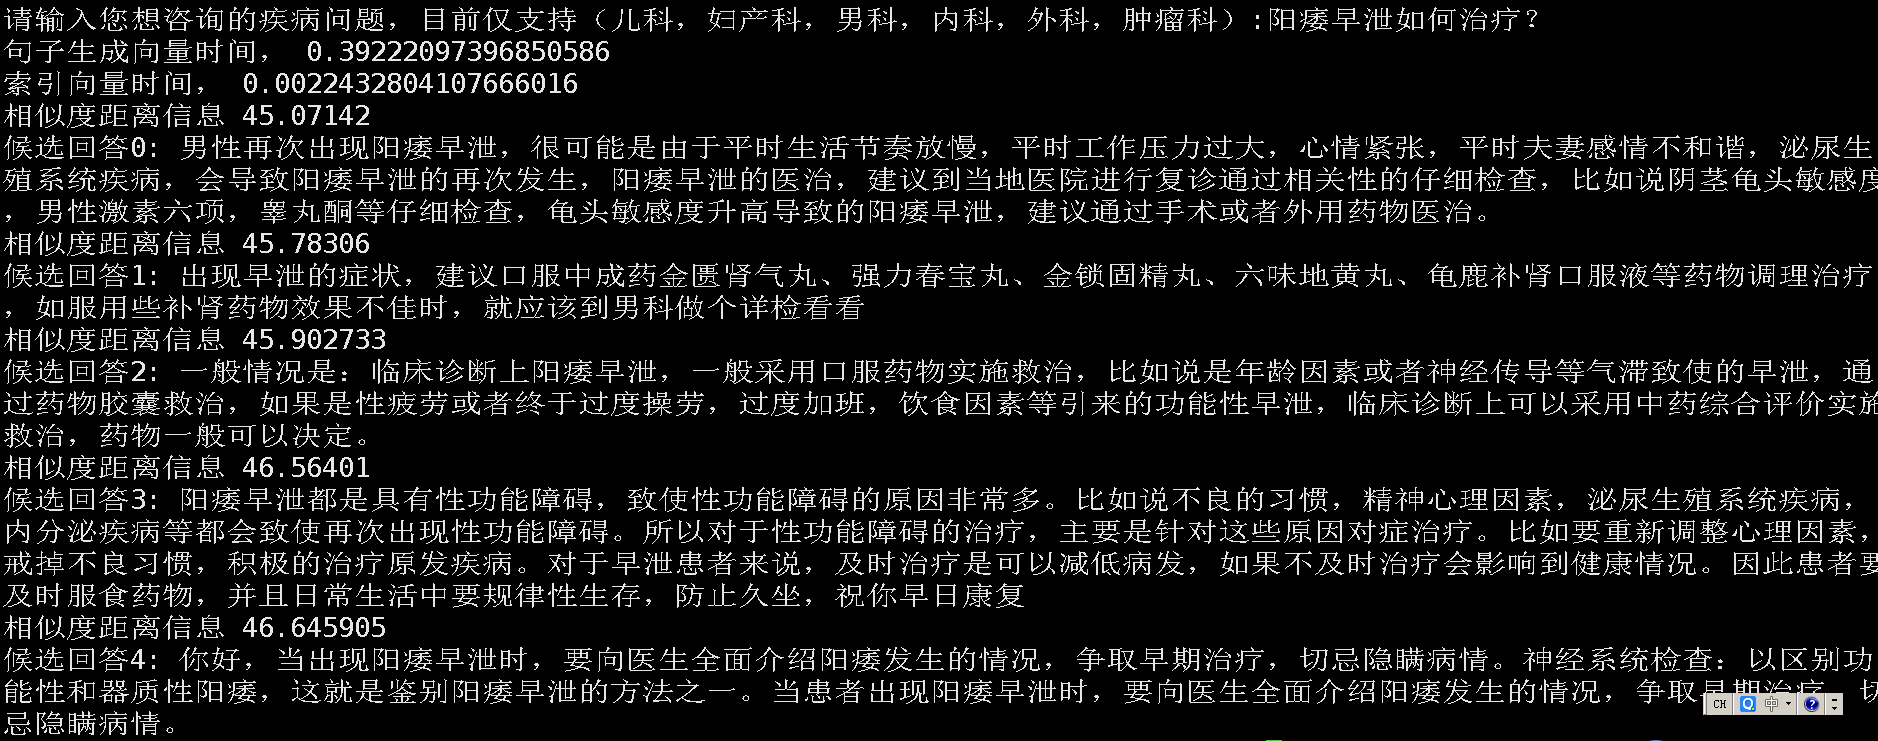 请输入您想咨询的疾病问题，目前仅支持（儿科，妇产科，男科，内科，外科，肿瘤科）:阳痿早泄如何治疗？
句子生成向量时间， 0.39222097396850586
索引向量时间， 0.0022432804107666016
相似度距离信息 45.07142
候选回答0: 男性再次出现阳痿早泄，很可能是由于平时生活节奏放慢，平时工作压力过大，心情紧张，平时夫妻感情不和谐，泌尿生
殖系统疾病，会导致阳痿早泄的再次发生，阳痿早泄的医治，建议到当地医院进行复诊通过相关性的仔细检查，比如说阴茎龟头敏感度
，男性激素六项，睾丸酮等仔细检查，龟头敏感度升高导致的阳痿早泄，建议通过手术或者外用药物医治。
相似度距离信息 45.78306
候选回答1: 出现早泄的症状，建议口服中成药金匮肾气丸、强力春宝丸、金锁固精丸、六味地黄丸、龟鹿补肾口服液等药物调理治疗
，如服用些补肾药物效果不佳时，就应该到男科做个详检看看
相似度距离信息 45.902733
候选回答2: 一般情况是：临床诊断上阳痿早泄，一般采用口服药物实施救治，比如说是年龄因素或者神经传导等气滞致使的早泄，通
过药物胶囊救治，如果是性疲劳或者终于过度操劳，过度加班，饮食因素等引来的功能性早泄，临床诊断上可以采用中药综合评价实施
救治，药物一般可以决定。
相似度距离信息 46.56401
候选回答3: 阳痿早泄都是具有性功能障碍，致使性功能障碍的原因非常多。比如说不良的习惯，精神心理因素，泌尿生殖系统疾病，
内分泌疾病等都会致使再次出现性功能障碍。所以对于性功能障碍的治疗，主要是针对这些原因对症治疗。比如要重新调整心理因素，
戒掉不良习惯，积极的治疗原发疾病。对于早泄患者来说，及时治疗是可以减低病发，如果不及时治疗会影响到健康情况。因此患者要
及时服食药物，并且日常生活中要规律性生存，防止久坐，祝你早日康复
相似度距离信息 46.645905
候选回答4: 你好，当出现阳痿早泄时，要向医生全面介绍阳痿发生的情况，争取早期治疗，切忌隐瞒病情。神经系统检查：以区别功
能性和器质性阳痿，这就是鉴别阳痿早泄的方法之一。当患者出现阳痿早泄时，要向医生全面介绍阳痿发生的情况，争取早期治疗，切
忌隐瞒病情。
CH 中